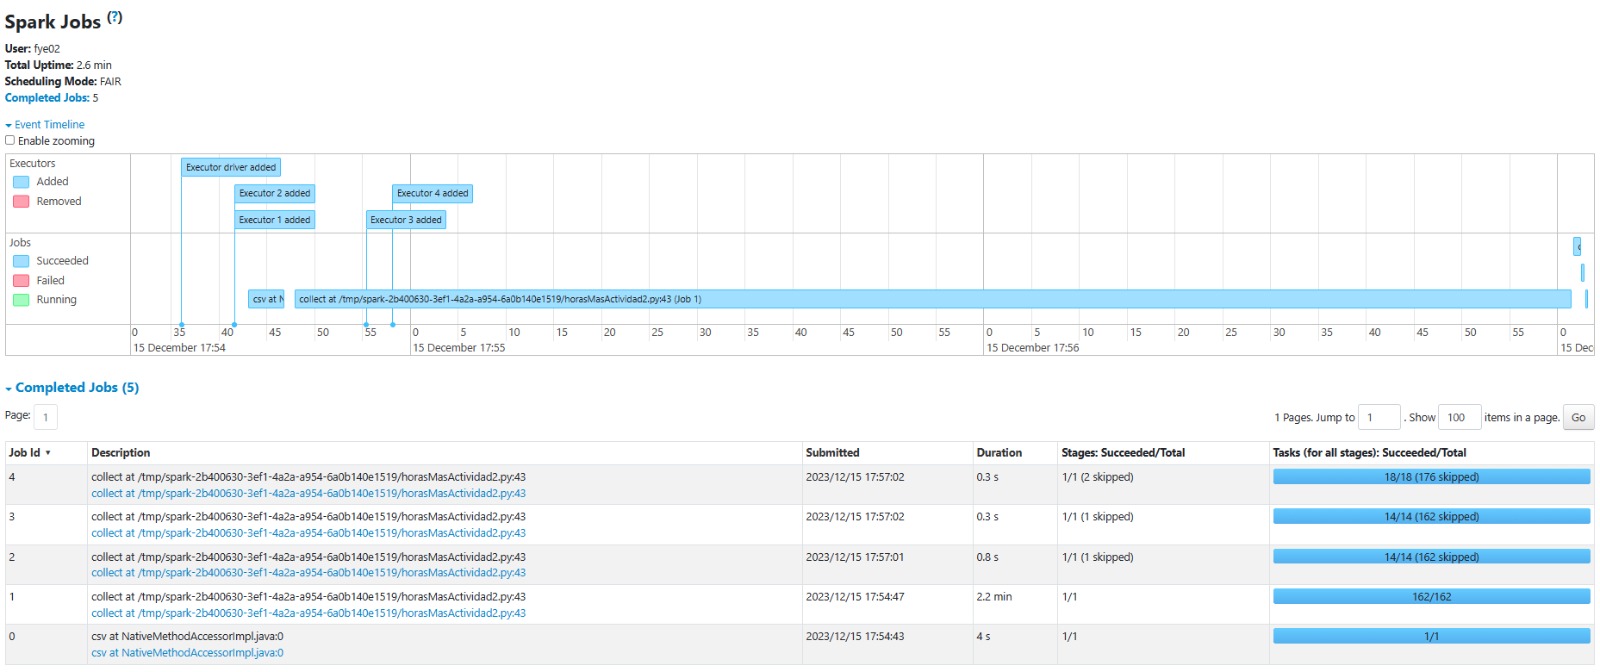 Spark Jobs (?)
User: fye02
Total Uptime: 2.6 min
Scheduling Mode: FAIR
Completed Jobs: 5
Event Timeline
Enable zooming
Executors
Added
Removed
Executor driver added
Executor 2 added
Executor 4 added
Executor 1 added
Executor 3 added
Jobs
Succeeded
Failed
Running
csv at N
collect at /tmp/spark-2b400630-3ef1-4a2a-a954-6a0b140e1519/horasMasActividad2.py:43 (Job 1)
c
0 35 40 45 50 55 0 5 10 15 20 25 30 35 40 45 50 55 0 5 10 15 20 25 30 35 40 45 50 55 0
15 December 17:54 15 December 17:55 15 December 17:56 15 Dec
Completed Jobs (5)
Page: 1 1 Pages. Jump to 1 . Show 100 items in a page. Go
Job Id ▾ Description Submitted Duration Stages: Succeeded/Total Tasks (for all stages): Succeeded/Total
4 collect at /tmp/spark-2b400630-3ef1-4a2a-a954-6a0b140e1519/horasMasActividad2.py:43 2023/12/15 17:57:02 0.3 s 1/1 (2 skipped) 18/18 (176 skipped)
collect at /tmp/spark-2b400630-3ef1-4a2a-a954-6a0b140e1519/horasMasActividad2.py:43
3 collect at /tmp/spark-2b400630-3ef1-4a2a-a954-6a0b140e1519/horasMasActividad2.py:43 2023/12/15 17:57:02 0.3 s 1/1 (1 skipped) 14/14 (162 skipped)
collect at /tmp/spark-2b400630-3ef1-4a2a-a954-6a0b140e1519/horasMasActividad2.py:43
2 collect at /tmp/spark-2b400630-3ef1-4a2a-a954-6a0b140e1519/horasMasActividad2.py:43 2023/12/15 17:57:01 0.8 s 1/1 (1 skipped) 14/14 (162 skipped)
collect at /tmp/spark-2b400630-3ef1-4a2a-a954-6a0b140e1519/horasMasActividad2.py:43
1 collect at /tmp/spark-2b400630-3ef1-4a2a-a954-6a0b140e1519/horasMasActividad2.py:43 2023/12/15 17:54:47 2.2 min 1/1 162/162
collect at /tmp/spark-2b400630-3ef1-4a2a-a954-6a0b140e1519/horasMasActividad2.py:43
0 csv at NativeMethodAccessorImpl.java:0 2023/12/15 17:54:43 4 s 1/1 1/1
csv at NativeMethodAccessorImpl.java:0